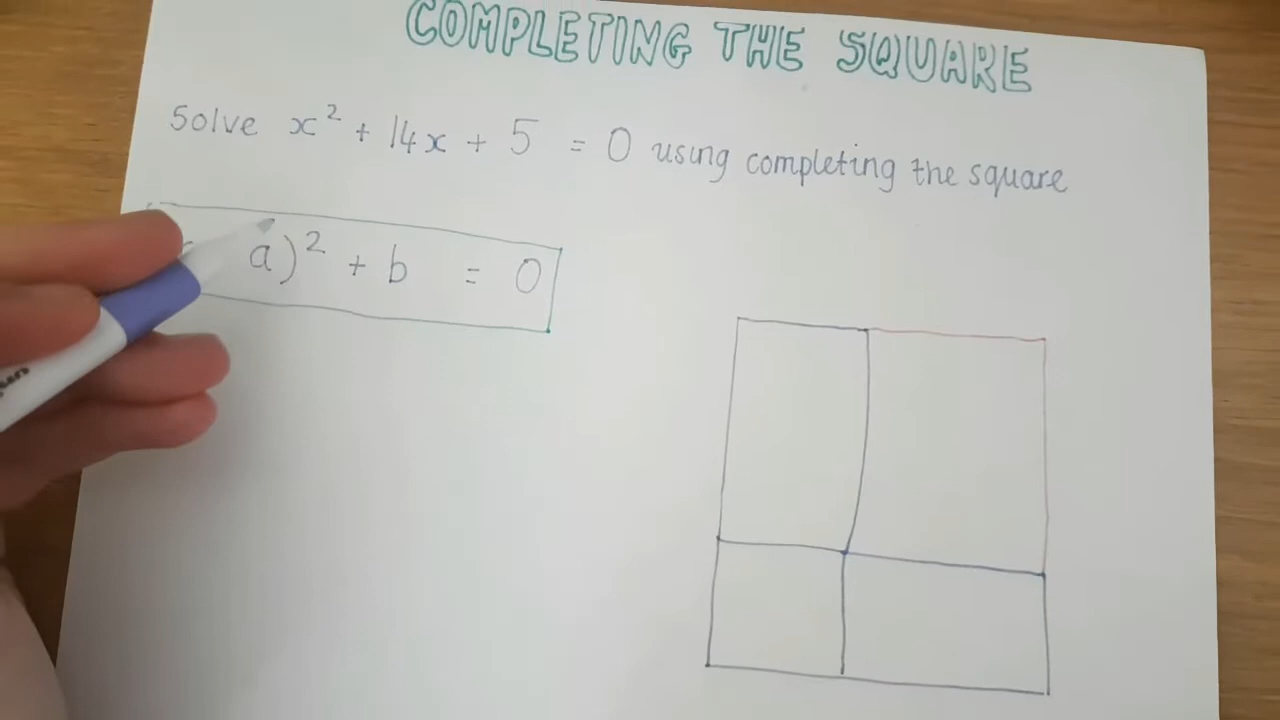 COMPLETING THE SQUARE
Solve x² + 14x + 5 = 0 using completing the square
a)² + b = 0